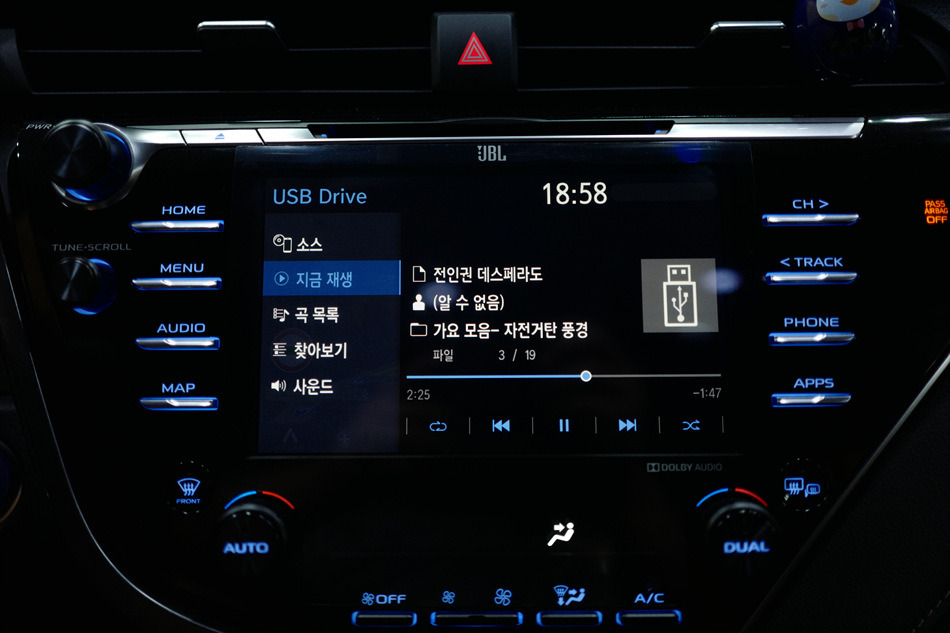 PWR
JBL
USB Drive
18:58
HOME
CH >
PASS
AIRBAG
OFF
소스
TUNE•SCROLL
MENU
지금 재생
전인권 데스페라도
< TRACK
(알 수 없음)
곡 목록
AUDIO
가요 모음– 자전거탄 풍경
PHONE
찾아보기
파일 3 / 19
MAP
사운드
APPS
2:25
–1:47
DOLBY AUDIO
FRONT
AUTO
DUAL
OFF
A/C